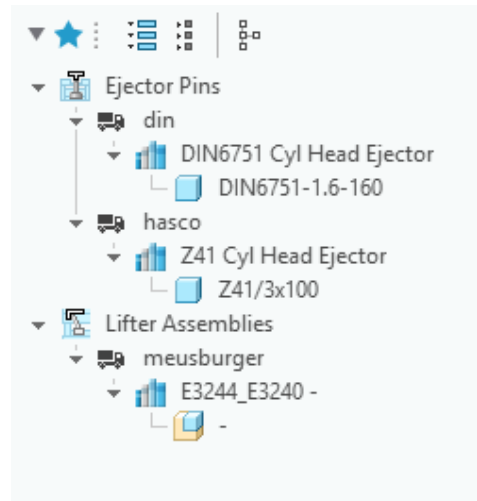 Ejector Pins
din
DIN6751 Cyl Head Ejector
DIN6751-1.6-160
hasco
Z41 Cyl Head Ejector
Z41/3x100
Lifter Assemblies
meusburger
E3244_E3240 -
-